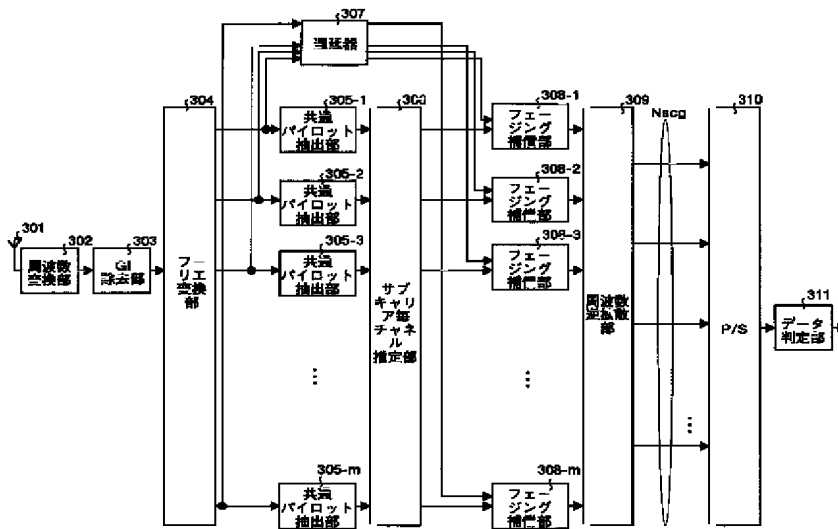 307
遅延器
304
305-1
303
308-1
309
310
共通
パイロット
抽出部
フェー
ジング
補償部
Nscg
305-2
308-2
共通
パイロット
抽出部
フェー
ジング
補償部
301
302
303
305-3
308-3
周波数
変換部
GI
除去部
フー
リエ
変換
部
共通
パイロット
抽出部
サブ
キャリ
ア毎
チャネ
ル
推定部
フェー
ジング
補償部
周波数
逆拡散
部
P/S
311
データ
判定部
…
…
…
305-m
308-m
共通
パイロット
抽出部
フェー
ジング
補償部